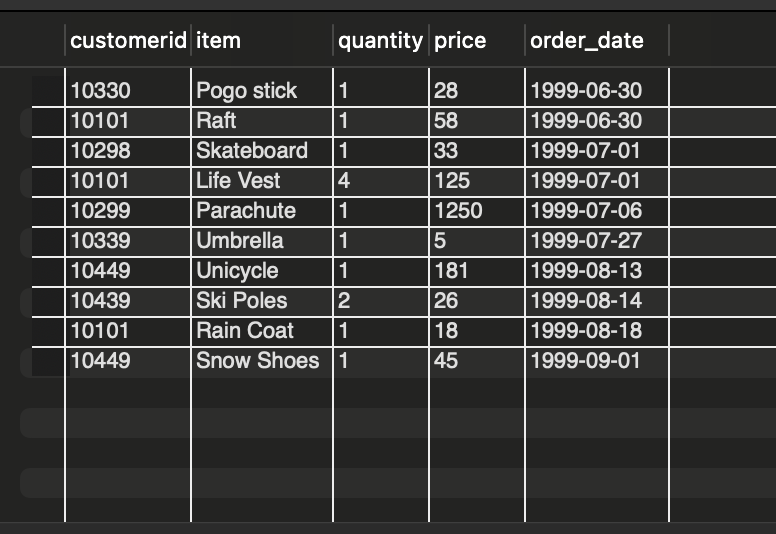 customerid item quantity price order_date
10330 Pogo stick 1 28 1999-06-30
10101 Raft 1 58 1999-06-30
10298 Skateboard 1 33 1999-07-01
10101 Life Vest 4 125 1999-07-01
10299 Parachute 1 1250 1999-07-06
10339 Umbrella 1 5 1999-07-27
10449 Unicycle 1 181 1999-08-13
10439 Ski Poles 2 26 1999-08-14
10101 Rain Coat 1 18 1999-08-18
10449 Snow Shoes 1 45 1999-09-01